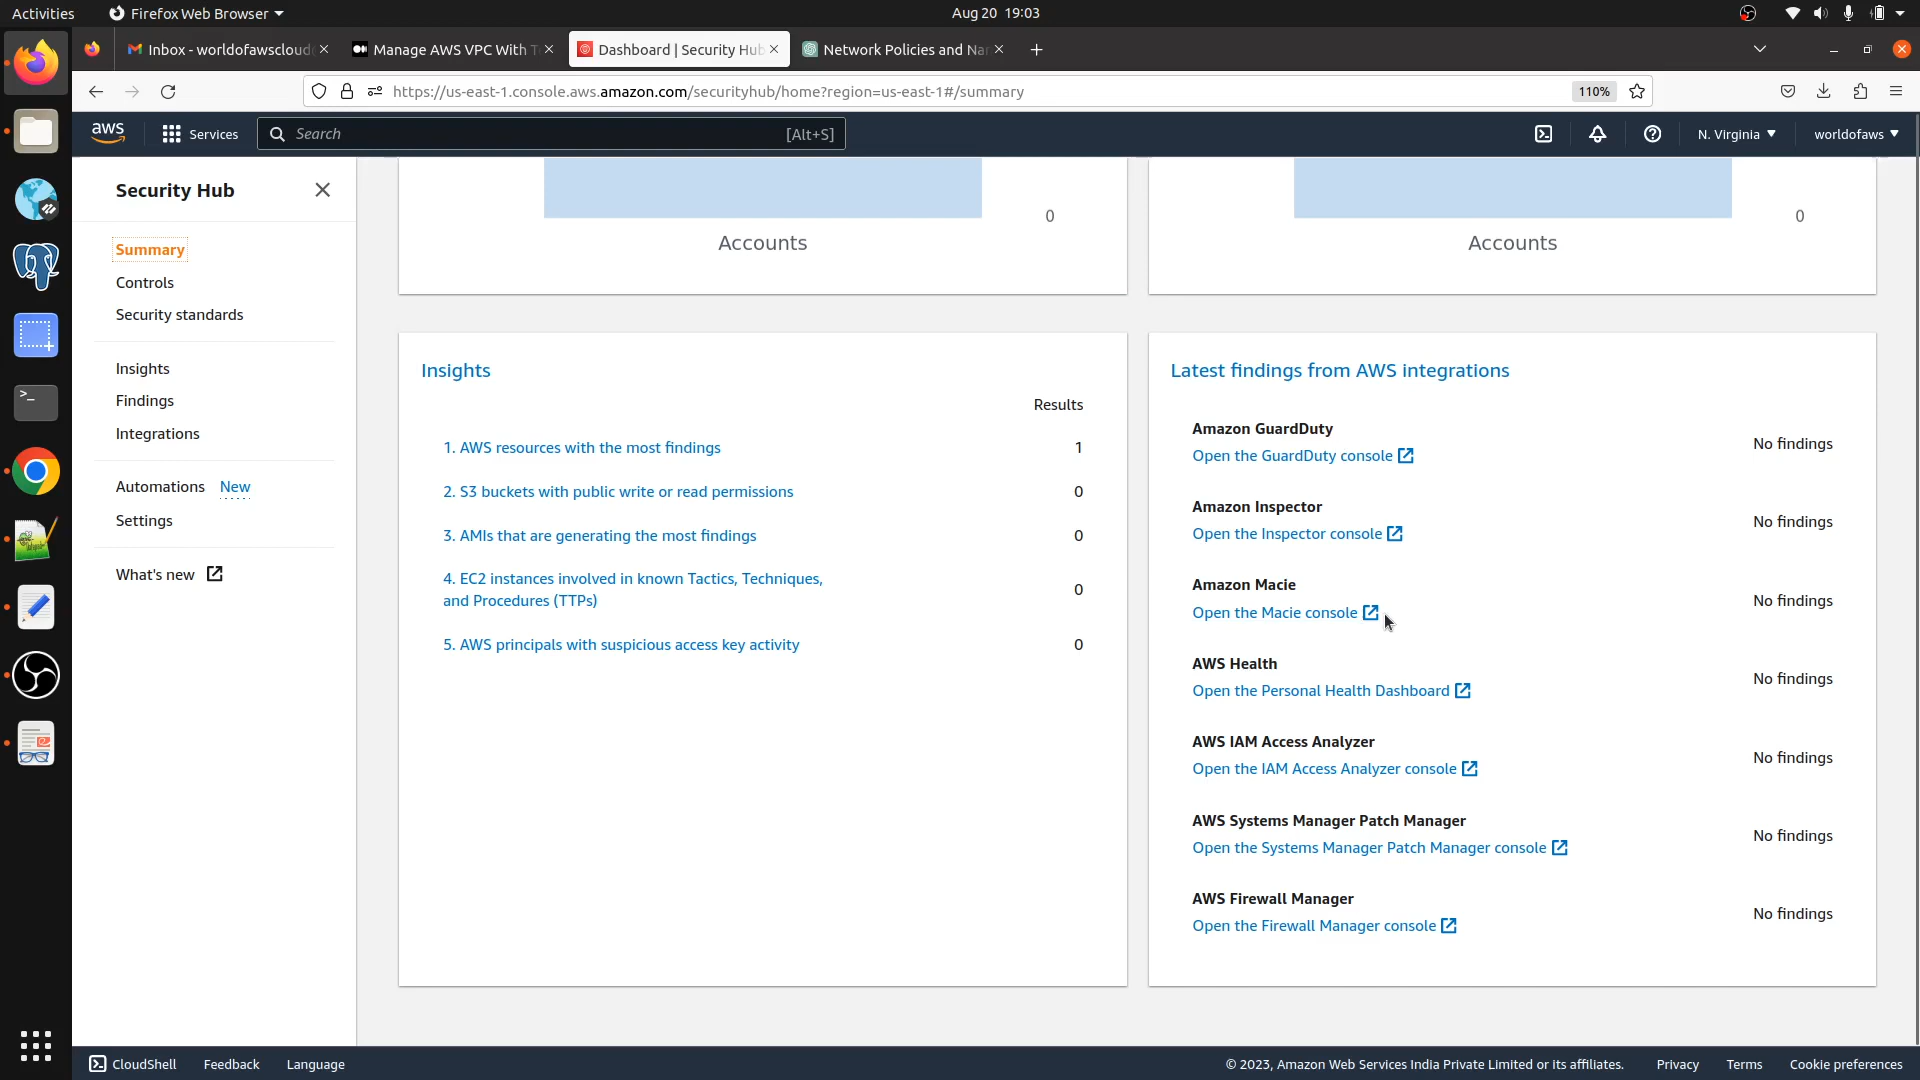 Activities
Firefox Web Browser
Aug 20 19:03
Inbox - worldofawscloud
Manage AWS VPC With T
Dashboard | Security Hub
Network Policies and Na
https://us-east-1.console.aws.amazon.com/securityhub/home?region=us-east-1#/summary
110%
aws
Services
Search
[Alt+S]
N. Virginia
worldofaws
Security Hub
Summary
Controls
Security standards
Insights
Findings
Integrations
Automations New
Settings
What's new
0
Accounts
0
Accounts
Insights
Results
1. AWS resources with the most findings
1
2. S3 buckets with public write or read permissions
0
3. AMIs that are generating the most findings
0
4. EC2 instances involved in known Tactics, Techniques,
and Procedures (TTPs)
0
5. AWS principals with suspicious access key activity
0
Latest findings from AWS integrations
Amazon GuardDuty
Open the GuardDuty console
No findings
Amazon Inspector
Open the Inspector console
No findings
Amazon Macie
Open the Macie console
No findings
AWS Health
Open the Personal Health Dashboard
No findings
AWS IAM Access Analyzer
Open the IAM Access Analyzer console
No findings
AWS Systems Manager Patch Manager
Open the Systems Manager Patch Manager console
No findings
AWS Firewall Manager
Open the Firewall Manager console
No findings
CloudShell
Feedback
Language
© 2023, Amazon Web Services India Private Limited or its affiliates.
Privacy
Terms
Cookie preferences